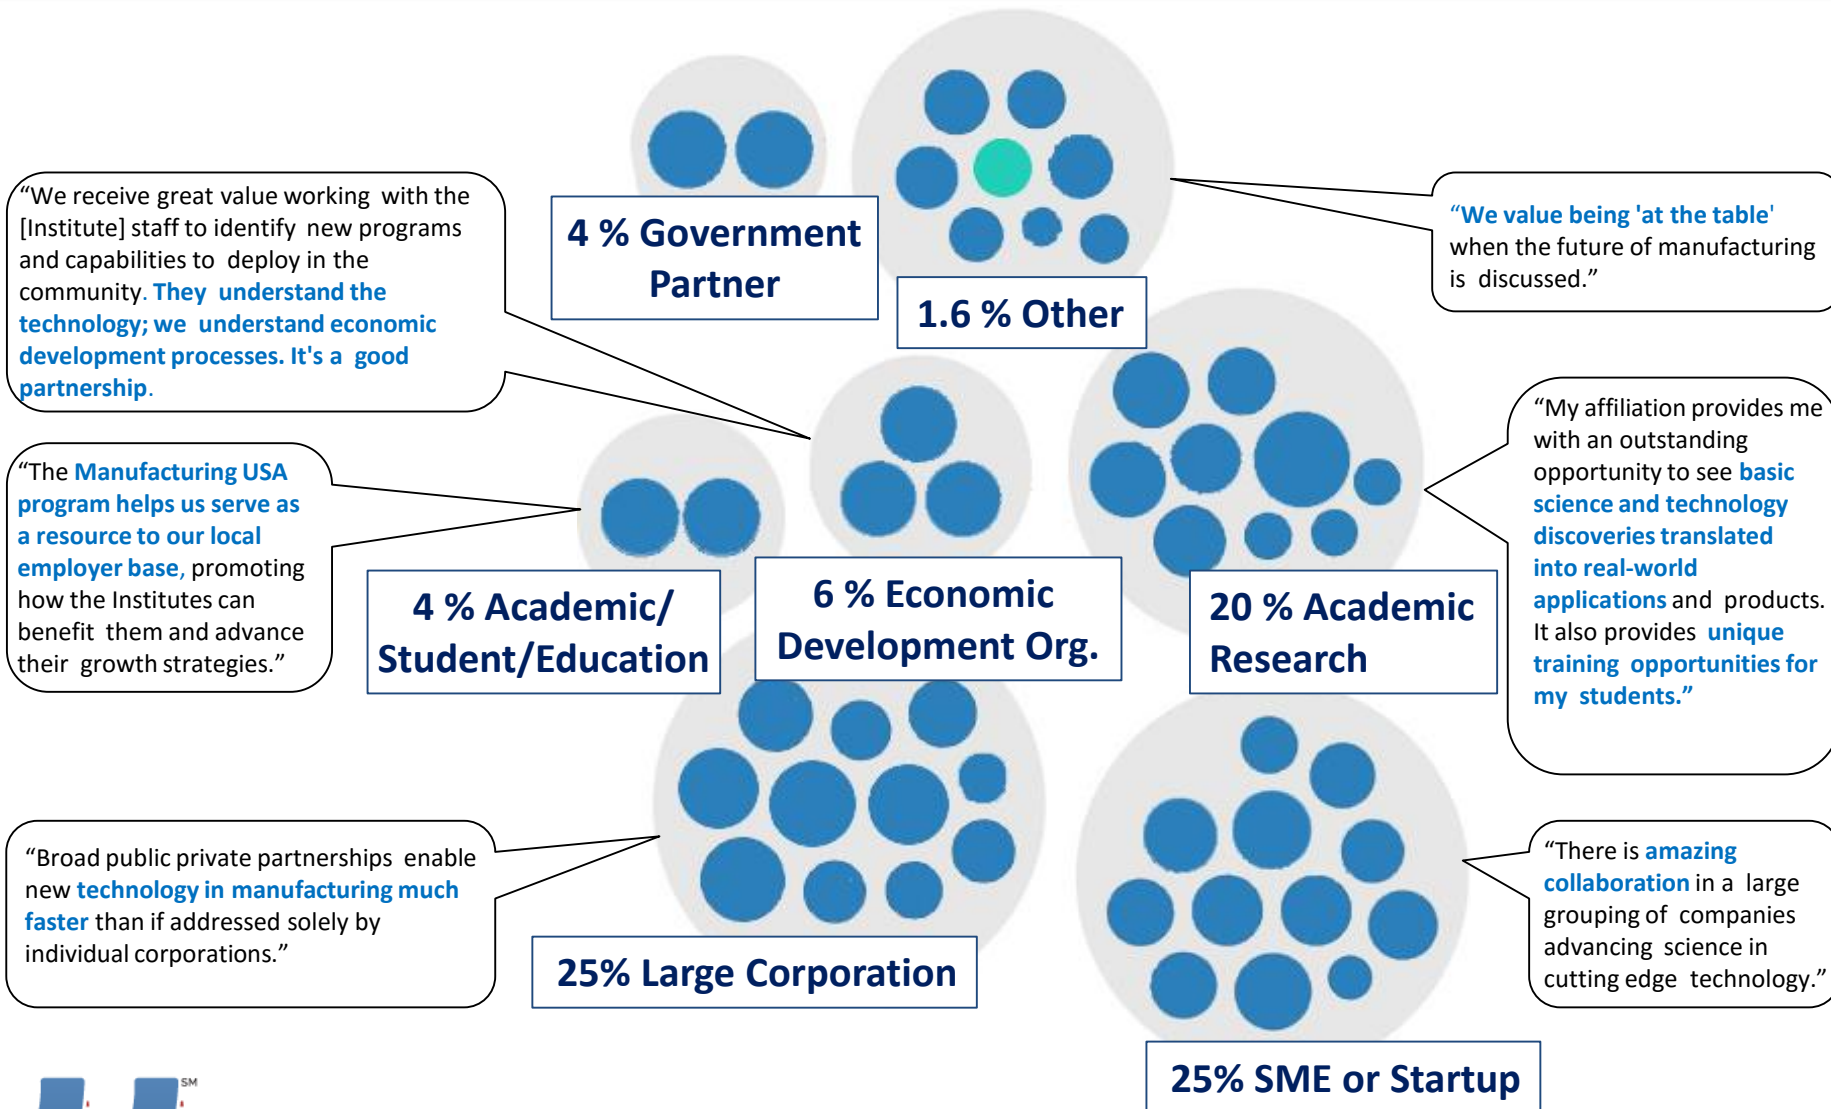 4 % Government
Partner
1.6 % Other
“We receive great value working with the
[Institute] staff to identify new programs
and capabilities to deploy in the
community. They understand the
technology; we understand economic
development processes. It's a good
partnership.
“We value being 'at the table'
when the future of manufacturing
is discussed.”
“The Manufacturing USA
program helps us serve as
a resource to our local
employer base, promoting
how the Institutes can
benefit them and advance
their growth strategies.”
4 % Academic/
Student/Education
6 % Economic
Development Org.
20 % Academic
Research
“My affiliation provides me
with an outstanding
opportunity to see basic
science and technology
discoveries translated
into real-world
applications and products.
It also provides unique
training opportunities for
my students.”
“Broad public private partnerships enable
new technology in manufacturing much
faster than if addressed solely by
individual corporations.”
25% Large Corporation
“There is amazing
collaboration in a large
grouping of companies
advancing science in
cutting edge technology.”
25% SME or Startup
SM